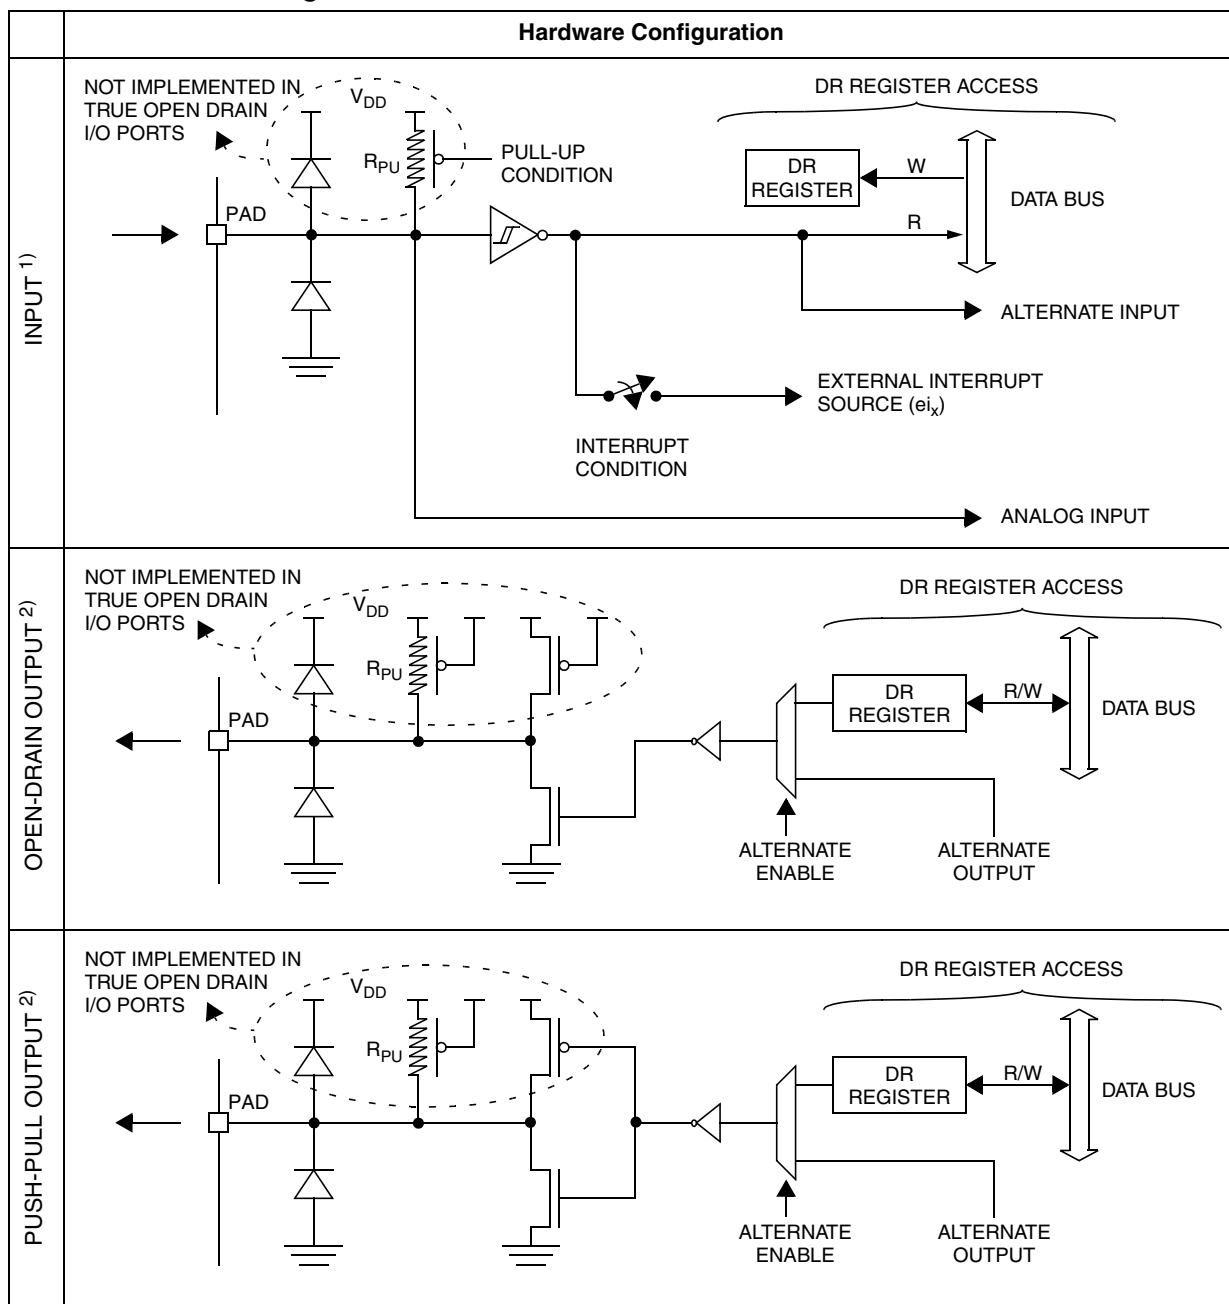 Hardware Configuration
INPUT 1)
NOT IMPLEMENTED IN
TRUE OPEN DRAIN
I/O PORTS
VDD
RPU
PULL-UP
CONDITION
PAD
DR REGISTER ACCESS
DR
REGISTER
W
R
DATA BUS
ALTERNATE INPUT
EXTERNAL INTERRUPT
SOURCE (eix)
INTERRUPT
CONDITION
ANALOG INPUT
OPEN-DRAIN OUTPUT 2)
NOT IMPLEMENTED IN
TRUE OPEN DRAIN
I/O PORTS
VDD
RPU
PAD
DR REGISTER ACCESS
DR
REGISTER
R/W
DATA BUS
ALTERNATE
ENABLE
ALTERNATE
OUTPUT
PUSH-PULL OUTPUT 2)
NOT IMPLEMENTED IN
TRUE OPEN DRAIN
I/O PORTS
VDD
RPU
PAD
DR REGISTER ACCESS
DR
REGISTER
R/W
DATA BUS
ALTERNATE
ENABLE
ALTERNATE
OUTPUT